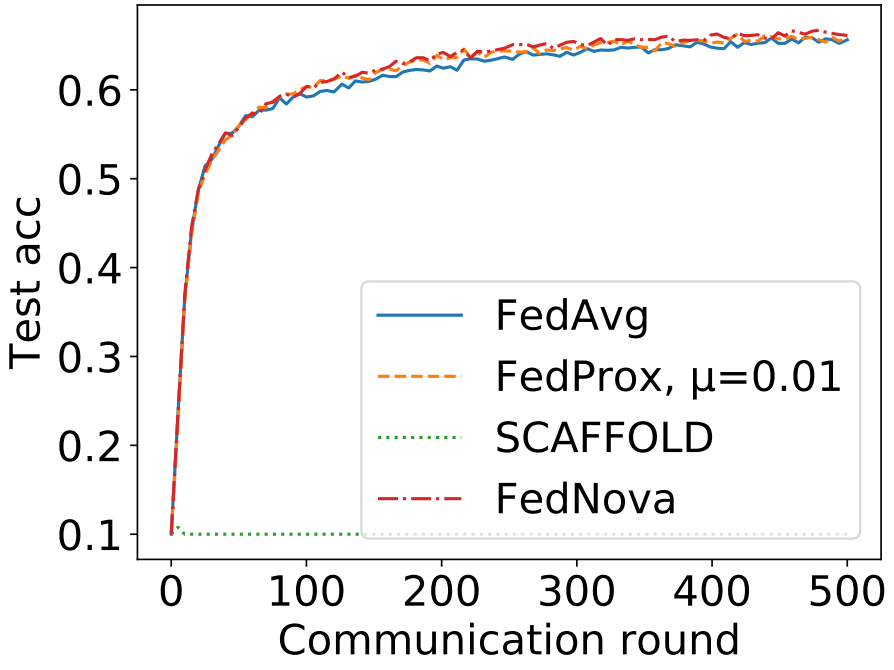 Test acc
0.6
0.5
0.4
0.3
0.2
0.1
FedAvg
FedProx, μ=0.01
SCAFFOLD
FedNova
0 100 200 300 400 500
Communication round